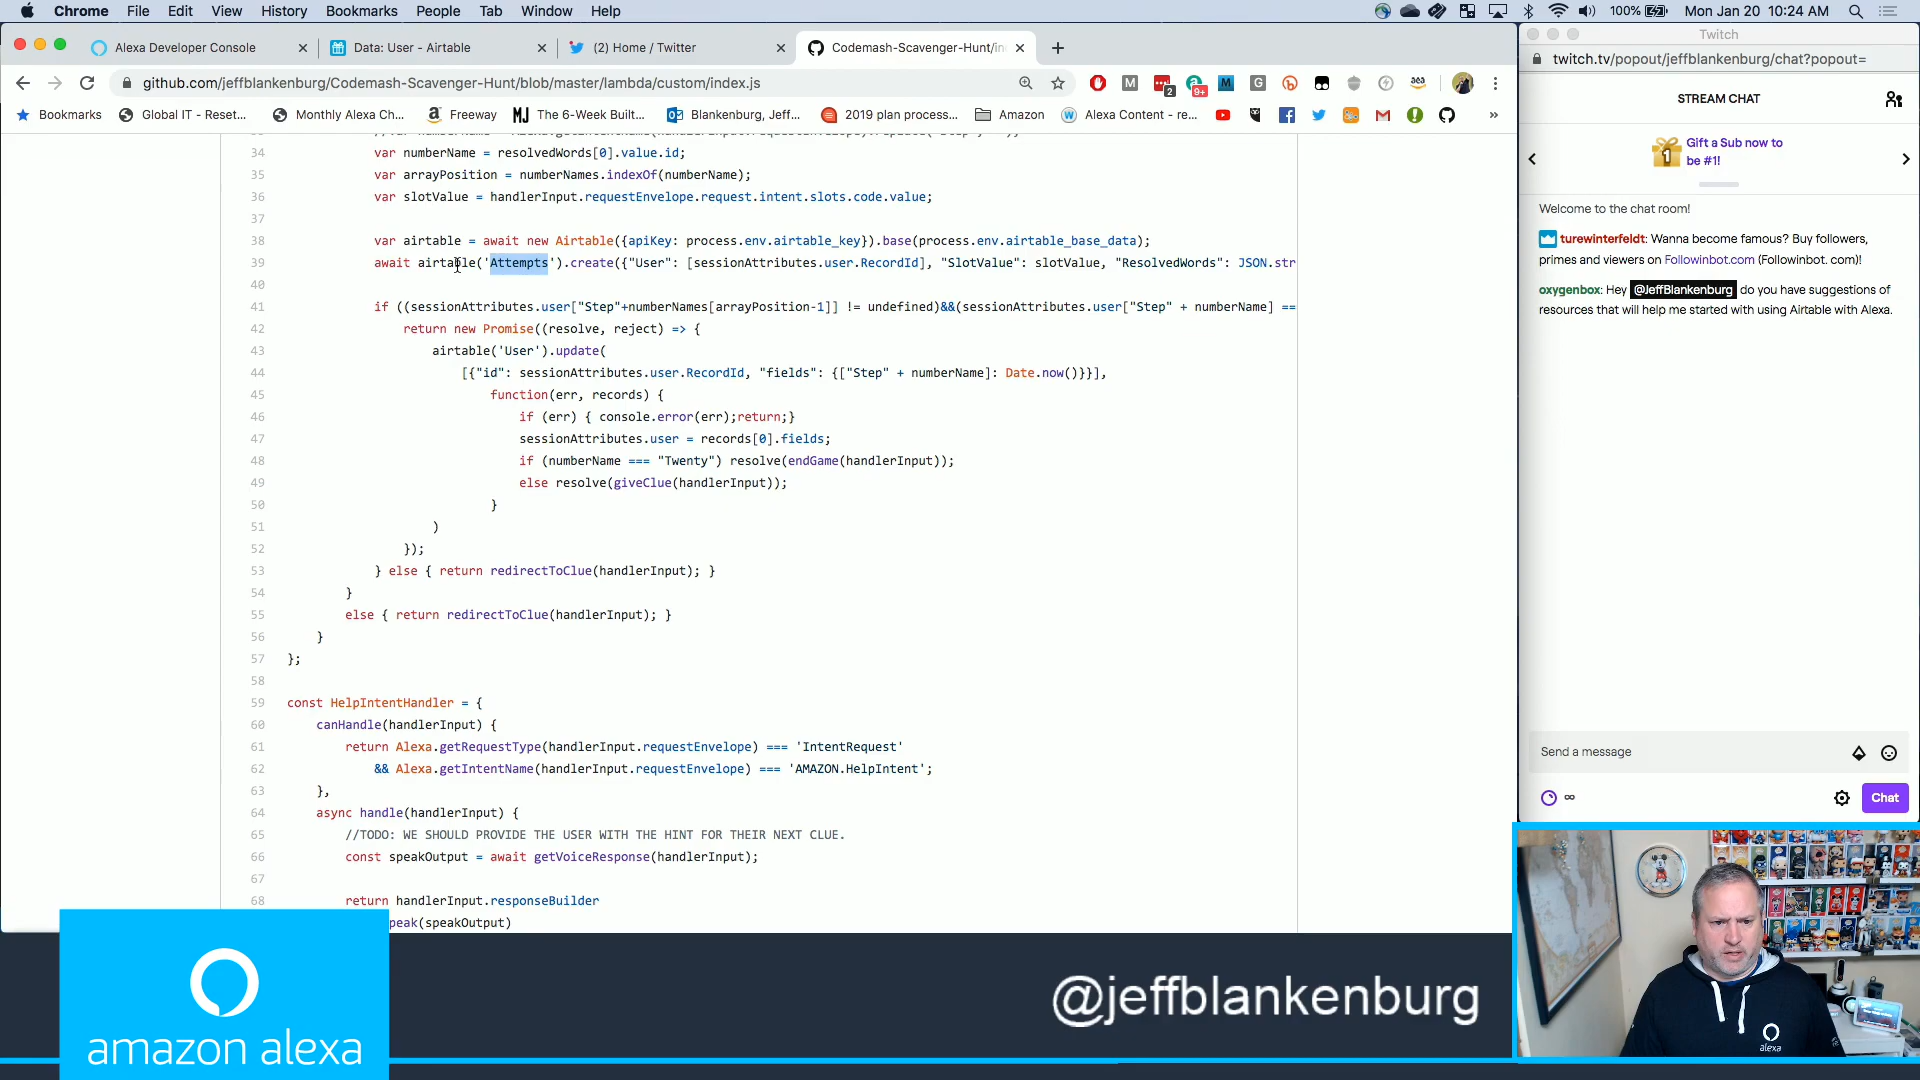 Chrome File Edit View History Bookmarks People Tab Window Help 100% Mon Jan 20 10:24 AM
Alexa Developer Console Data: User - Airtable (2) Home / Twitter Codemash-Scavenger-Hunt/in
github.com/jeffblankenburg/Codemash-Scavenger-Hunt/blob/master/lambda/custom/index.js
Bookmarks Global IT - Reset... Monthly Alexa Ch... Freeway The 6-Week Built... Blankenburg, Jeff... 2019 plan process... Amazon Alexa Content - re... »
34 var numberName = resolvedWords[0].value.id;
35 var arrayPosition = numberNames.indexOf(numberName);
36 var slotValue = handlerInput.requestEnvelope.request.intent.slots.code.value;
37
38 var airtable = await new Airtable({apiKey: process.env.airtable_key}).base(process.env.airtable_base_data);
39 await airtable('Attempts').create({"User": [sessionAttributes.user.RecordId], "SlotValue": slotValue, "ResolvedWords": JSON.str
40
41 if ((sessionAttributes.user["Step"+numberNames[arrayPosition-1]] != undefined)&&(sessionAttributes.user["Step" + numberName] ==
42 return new Promise((resolve, reject) => {
43 airtable('User').update(
44 [{"id": sessionAttributes.user.RecordId, "fields": {["Step" + numberName]: Date.now()}}],
45 function(err, records) {
46 if (err) { console.error(err);return;}
47 sessionAttributes.user = records[0].fields;
48 if (numberName === "Twenty") resolve(endGame(handlerInput));
49 else resolve(giveClue(handlerInput));
50 }
51 )
52 });
53 } else { return redirectToClue(handlerInput); }
54 }
55 else { return redirectToClue(handlerInput); }
56 }
57 };
58
59 const HelpIntentHandler = {
60 canHandle(handlerInput) {
61 return Alexa.getRequestType(handlerInput.requestEnvelope) === 'IntentRequest'
62 && Alexa.getIntentName(handlerInput.requestEnvelope) === 'AMAZON.HelpIntent';
63 },
64 async handle(handlerInput) {
65 //TODO: WE SHOULD PROVIDE THE USER WITH THE HINT FOR THEIR NEXT CLUE.
66 const speakOutput = await getVoiceResponse(handlerInput);
67
68 return handlerInput.responseBuilder
peak(speakOutput)
Twitch
twitch.tv/popout/jeffblankenburg/chat?popout=
STREAM CHAT
1
Gift a Sub now to
be #1!
Welcome to the chat room!
turewinterfeldt: Wanna become famous? Buy followers,
primes and viewers on Followinbot.com (Followinbot. com)!
oxygenbox: Hey @JeffBlankenburg do you have suggestions of
resources that will help me started with using Airtable with Alexa.
Send a message
∞ Chat
amazon alexa
@jeffblankenburg
alexa